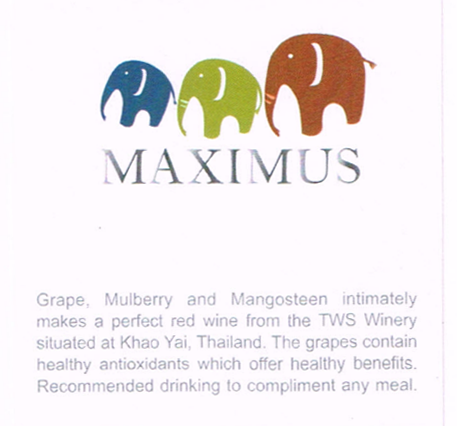 MAXIMUS
Grape, Mulberry and Mangosteen intimately
makes a perfect red wine from the TWS Winery
situated at Khao Yai, Thailand. The grapes contain
healthy antioxidants which offer healthy benefits.
Recommended drinking to compliment any meal.